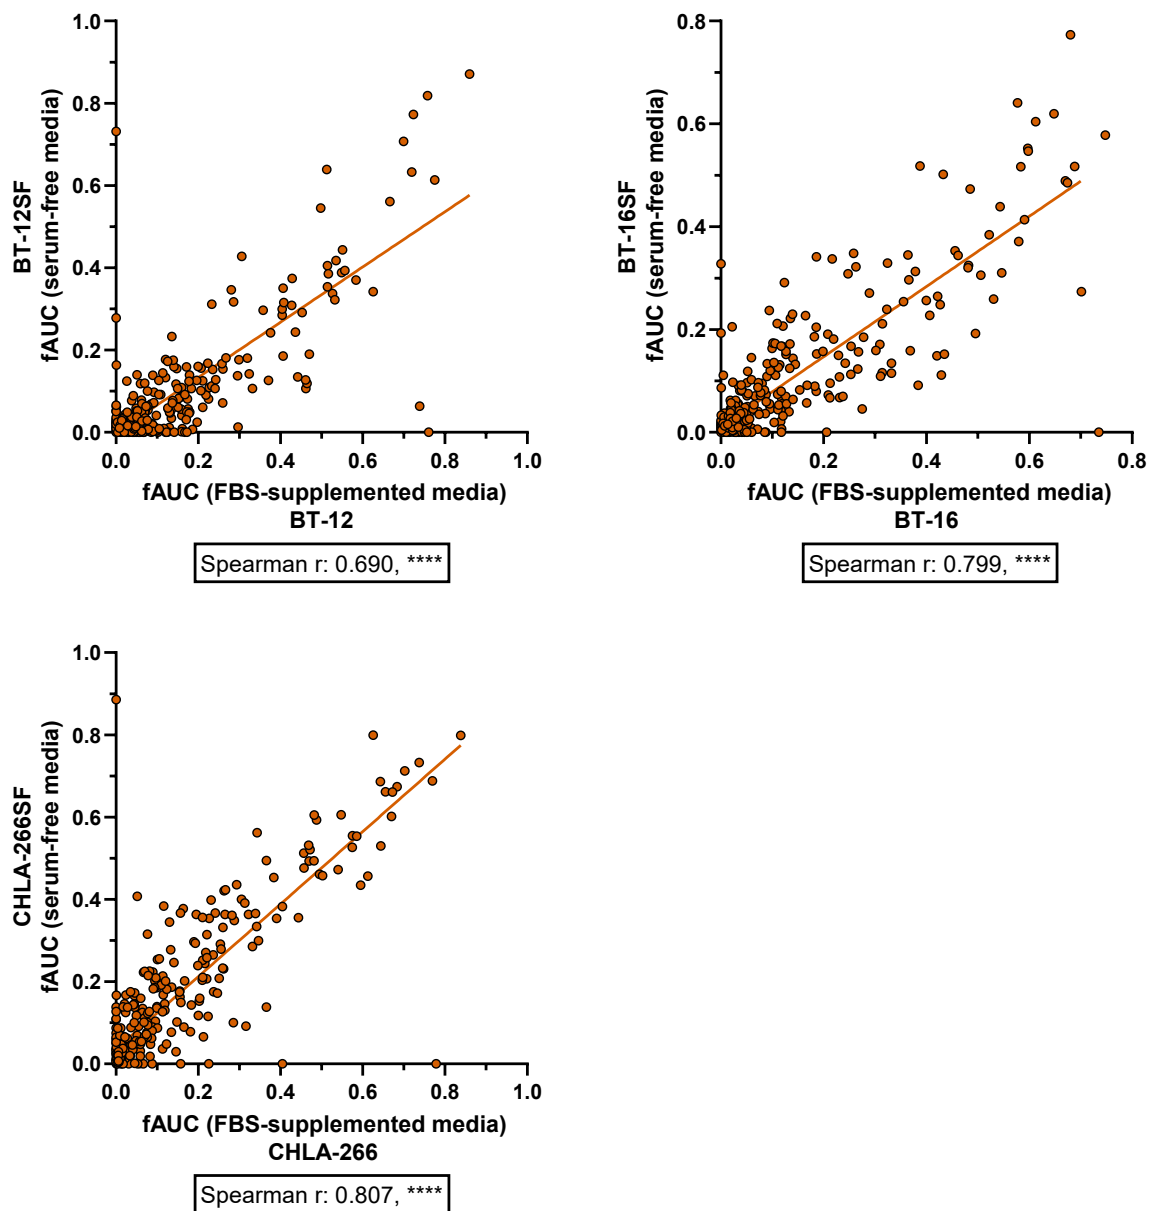 1.0
0.8
0.6
0.4
0.2
0.0
BT-12SF
fAUC (serum-free media)
0.0 0.2 0.4 0.6 0.8 1.0
fAUC (FBS-supplemented media)
BT-12
Spearman r: 0.690, ****
0.8
0.6
0.4
0.2
0.0
BT-16SF
fAUC (serum-free media)
0.0 0.2 0.4 0.6 0.8
fAUC (FBS-supplemented media)
BT-16
Spearman r: 0.799, ****
1.0
0.8
0.6
0.4
0.2
0.0
CHLA-266SF
fAUC (serum-free media)
0.0 0.2 0.4 0.6 0.8 1.0
fAUC (FBS-supplemented media)
CHLA-266
Spearman r: 0.807, ****